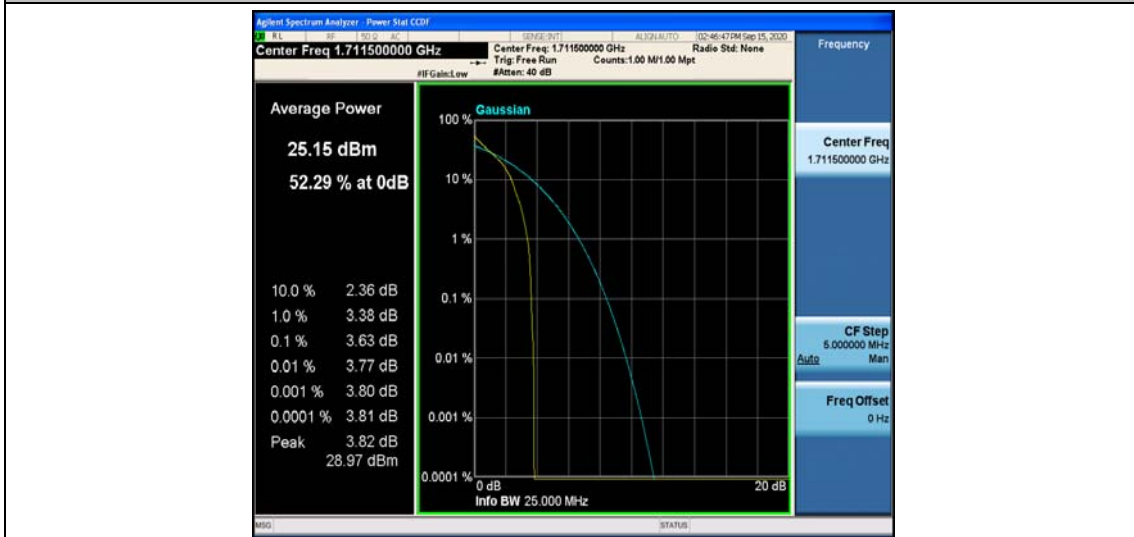 Agilent Spectrum Analyzer - Power Stat CCDF
RL RF 50 Ω AC SENSE:INT ALIGN AUTO 02:46:47 PM Sep 15, 2020
Center Freq 1.711500000 GHz
Center Freq: 1.711500000 GHz Radio Std: None
Trig: Free Run Counts:1.00 M/1.00 Mpt
#IFGain:Low #Atten: 40 dB
Frequency
Average Power
25.15 dBm
52.29 % at 0dB
10.0 % 2.36 dB
1.0 % 3.38 dB
0.1 % 3.63 dB
0.01 % 3.77 dB
0.001 % 3.80 dB
0.0001 % 3.81 dB
Peak 3.82 dB
28.97 dBm
Gaussian
100 %
10 %
1 %
0.1 %
0.01 %
0.001 %
0.0001 %
0 dB 20 dB
Info BW 25.000 MHz
Center Freq
1.711500000 GHz
CF Step
5.000000 MHz
Auto Man
Freq Offset
0 Hz
MSG STATUS